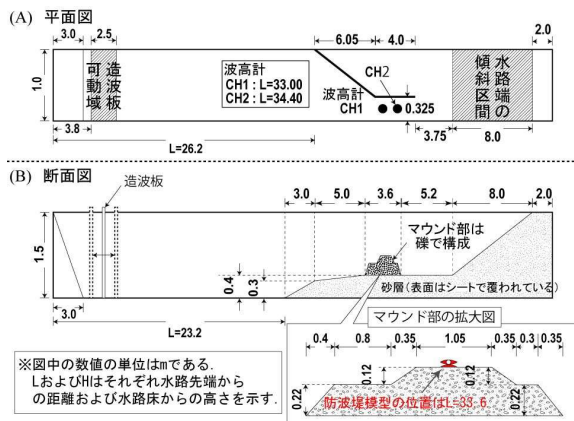 (A) 平面図
3.0
2.5
6.05
4.0
2.0
1.0
可動域
造波板
波高計
CH1 : L=33.00
CH2 : L=34.40
CH2
波高計
CH1
0.325
水路端の
傾斜区間
3.8
3.75
8.0
L=26.2
(B) 断面図
造波板
3.0
5.0
3.6
5.2
8.0
2.0
1.5
マウンド部は
礫で構成
0.4
0.3
砂層(表面はシートで覆われている)
3.0
L=23.2
マウンド部の拡大図
0.4
0.8
0.35
1.05
0.35
0.3
0.35
0.12
0.12
0.22
0.22
防波堤模型の位置はL=33.6
※図中の数値の単位はmである.
LおよびHはそれぞれ水路先端から
の距離および水路床からの高さを示す.